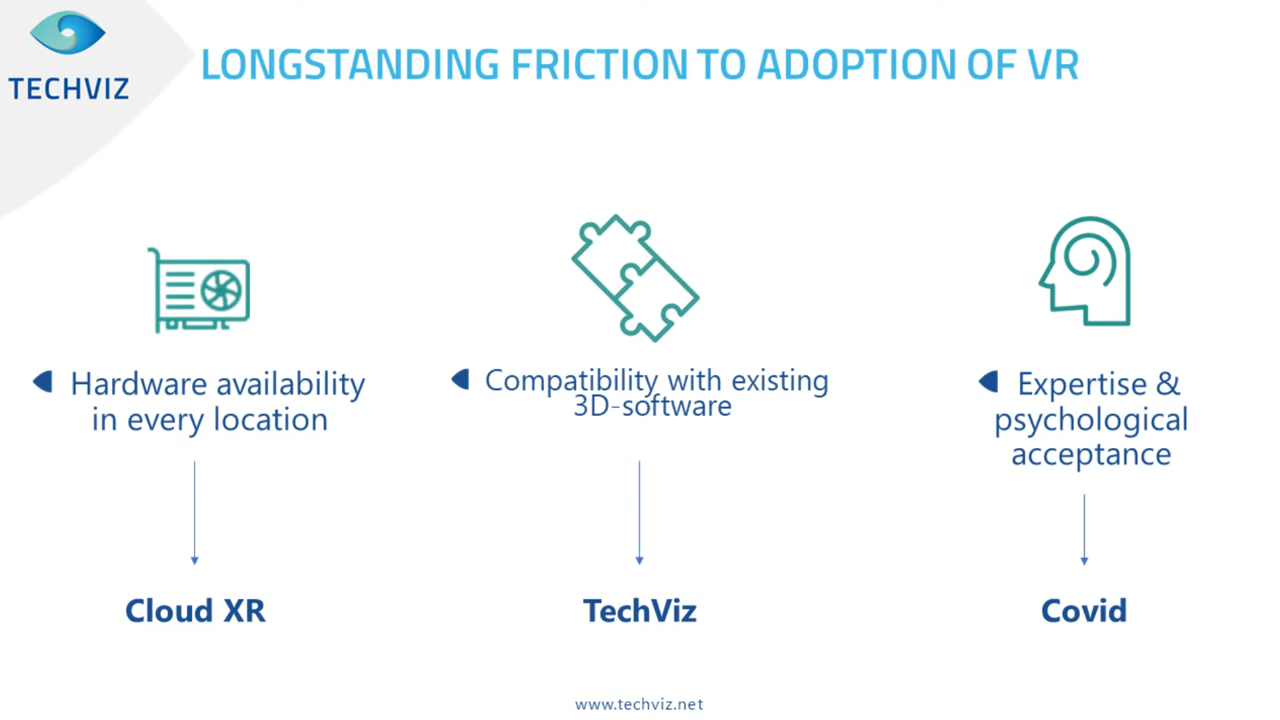 TECHVIZ
LONGSTANDING FRICTION TO ADOPTION OF VR
Hardware availability
in every location
Compatibility with existing
3D-software
Expertise &
psychological
acceptance
Cloud XR
TechViz
Covid
www.techviz.net